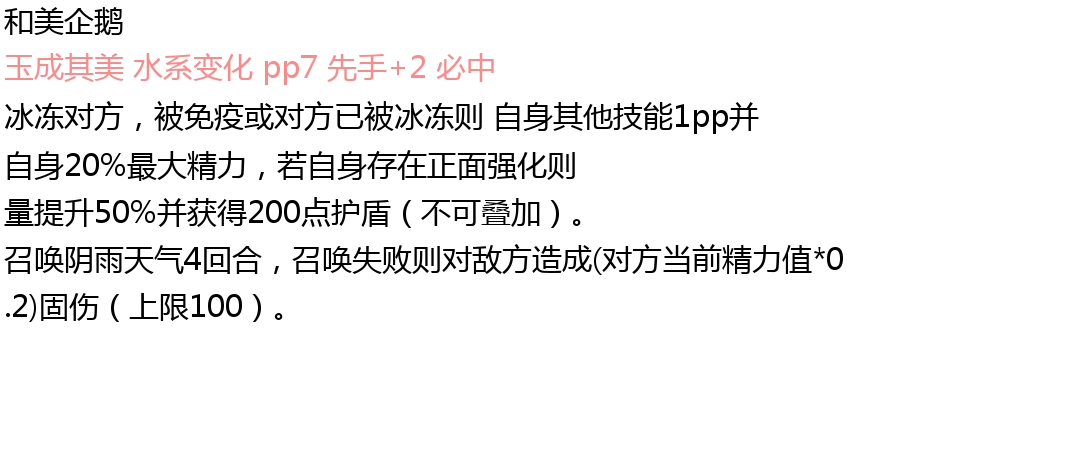 和美企鹅
玉成其美 水系变化 pp7 先手+2 必中
冰冻对方，被免疫或对方已被冰冻则 自身其他技能1pp并
自身20%最大精力，若自身存在正面强化则
量提升50%并获得200点护盾（不可叠加）。
召唤阴雨天气4回合，召唤失败则对敌方造成(对方当前精力值*0
.2)固伤（上限100）。